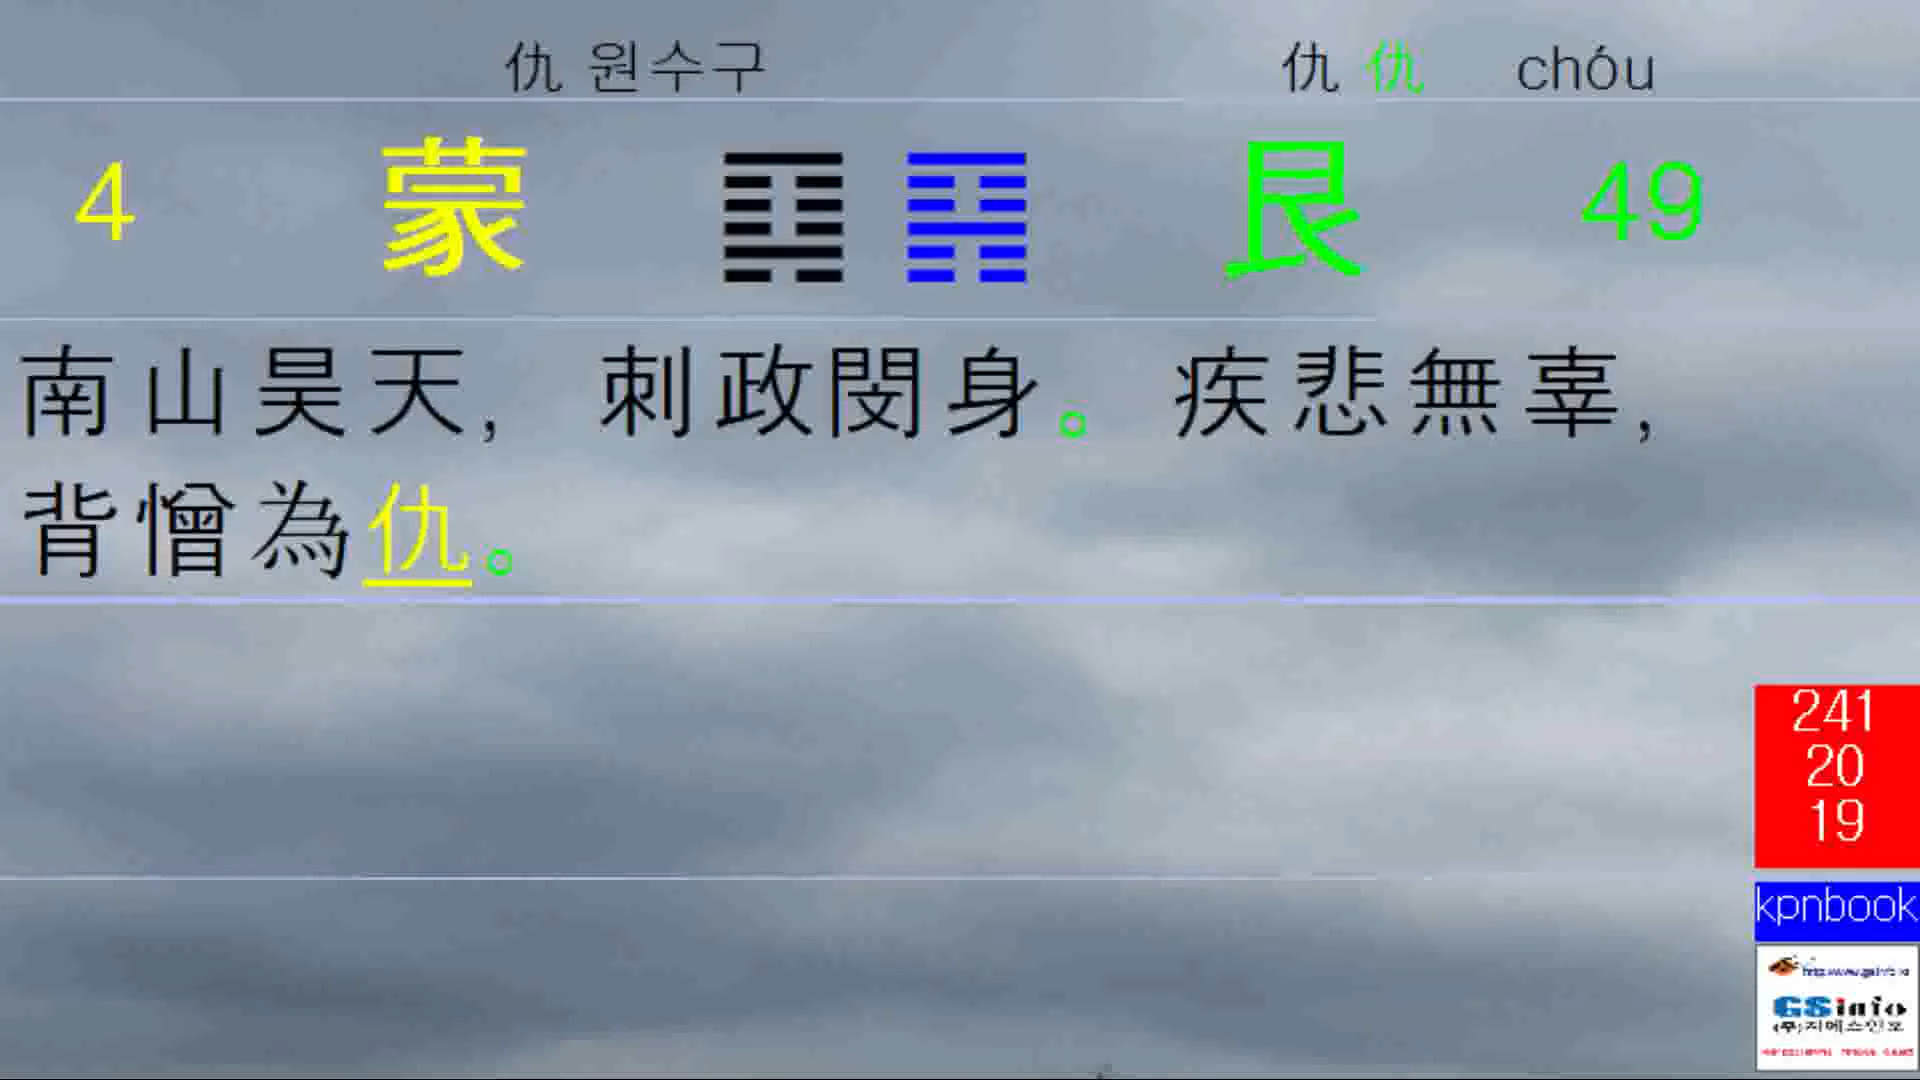 仇 원수구 仇 仇 chóu
4 蒙 艮 49
南山昊天, 刺政閔身。疾悲無辜,
背憎為仇。
241
20
19
kpnbook
GSinfo
(주)지에스인포